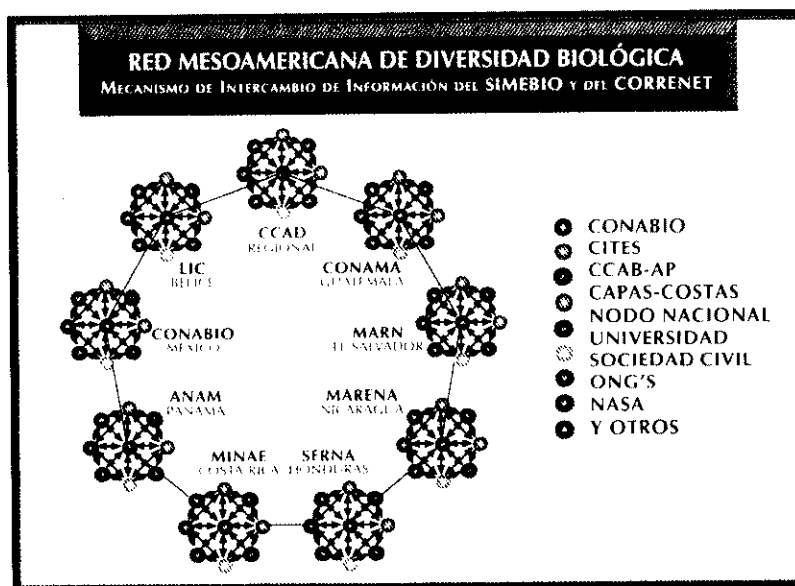 RED MESOAMERICANA DE DIVERSIDAD BIOLÓGICA
MECANISMO DE INTERCAMBIO DE INFORMACIÓN DEL SIMEBIO Y DEL CORRENET
CCAD
REGIONAL
LIC
BELICE
CONAMA
GUATEMALA
CONABIO
MÉXICO
MARN
EL SALVADOR
ANAM
PANAMÁ
MARENA
NICARAGUA
MINAE
COSTA RICA
SERNA
HONDURAS
CONABIO
CITES
CCAB-AP
CAPAS-COSTAS
NODO NACIONAL
UNIVERSIDAD
SOCIEDAD CIVIL
ONG'S
NASA
Y OTROS